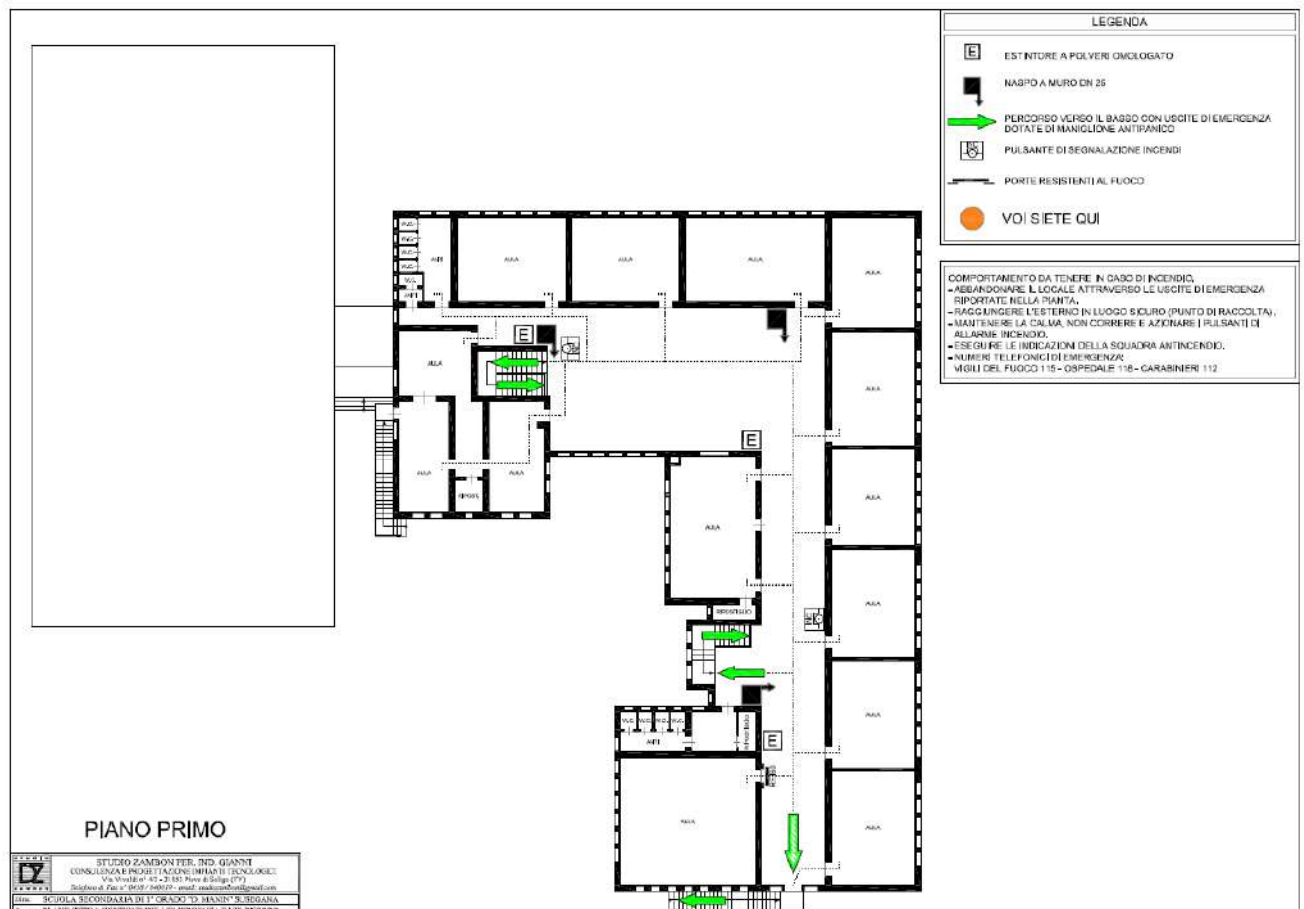 LEGENDA
E
ESTINTORE A POLVERI OMOLOGATO
NASPO A MURO DN 25
PERCORSO VERSO IL BASSO CON USCITE DI EMERGENZA
DOTATE DI MANIGLIONE ANTIPANICO
PULSANTE DI SEGNALAZIONE INCENDI
PORTE RESISTENTI AL FUOCO
VOI SIETE QUI
COMPORTAMENTO DA TENERE IN CASO DI INCENDIO.
- ABBANDONARE IL LOCALE ATTRAVERSO LE USCITE DI EMERGENZA
RIPORTATE NELLA PIANTA.
- RAGGIUNGERE L'ESTERNO IN LUOGO SICURO (PUNTO DI RACCOLTA).
- MANTENERE LA CALMA, NON CORRERE E AZIONARE I PULSANTI DI
ALLARME INCENDIO.
- ESEGUIRE LE INDICAZIONI DELLA SQUADRA ANTINCENDIO.
- NUMERI TELEFONICI DI EMERGENZA:
VIGILI DEL FUOCO 115 - OSPEDALE 118 - CARABINIERI 112
W.C.
W.C.
W.C.
W.C.
ANTI
AULA
AULA
AULA
AULA
W.C.
ANTI
E
AULA
AULA
E
AULA
AULA
RIPOST.
AULA
AULA
AULA
RIPOSTIGLIO
W.C. W.C. W.C. W.C.
ANTI
RIPOSTIGLIO
E
AULA
AULA
AULA
PIANO PRIMO
STUDIO ZAMBON PER. IND. GIANNI
CONSULENZA E PROGETTAZIONE IMPIANTI TECNOLOGICI
SCUOLA SECONDARIA DI 1° GRADO "D. MANIN" SUSEGANA